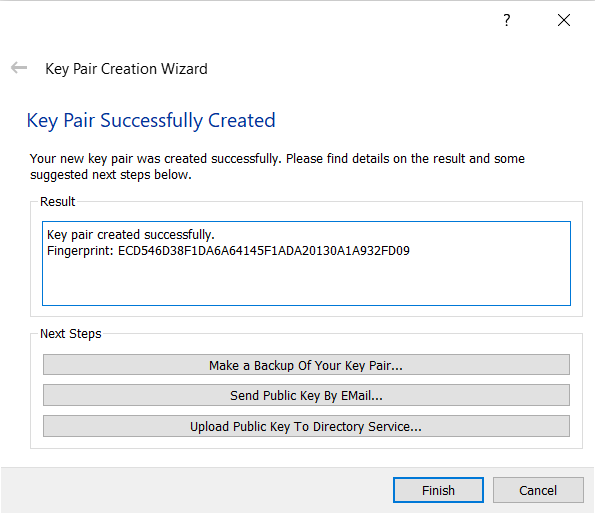 ?
Key Pair Creation Wizard
Key Pair Successfully Created
Your new key pair was created successfully. Please find details on the result and some
suggested next steps below.
Result
Key pair created successfully.
Fingerprint: ECD546D38F1DA6A64145F1ADA20130A1A932FD09
Next Steps
Make a Backup Of Your Key Pair...
Send Public Key By EMail...
Upload Public Key To Directory Service...
Finish
Cancel